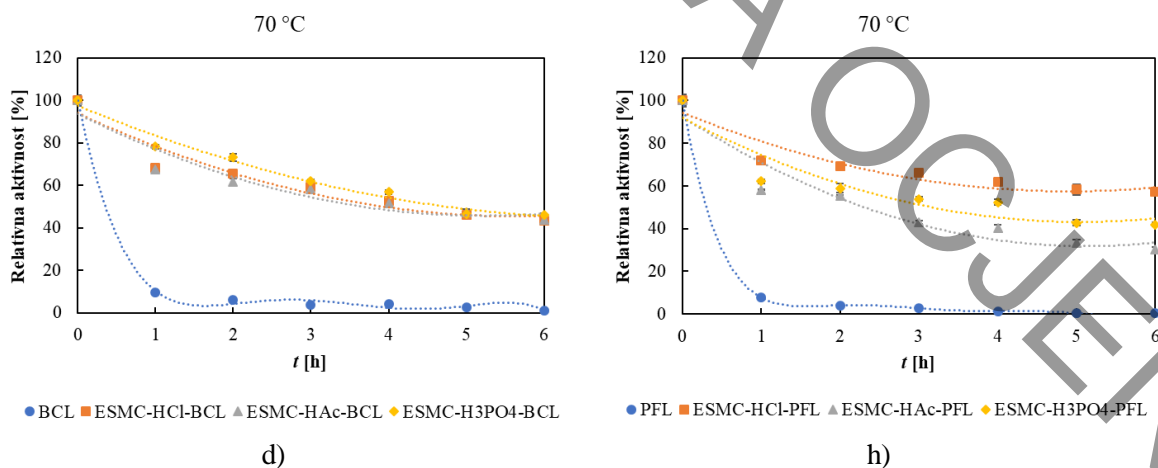 70 °C
Relativna aktivnost [%]
120
100
80
60
40
20
0
0 1 2 3 4 5 6
t [h]
BCL ESMC-HCl-BCL ESMC-HAc-BCL ESMC-H3PO4-BCL
d)
70 °C
Relativna aktivnost [%]
120
100
80
60
40
20
0
0 1 2 3 4 5 6
t [h]
PFL ESMC-HCl-PFL ESMC-HAc-PFL ESMC-H3PO4-PFL
h)